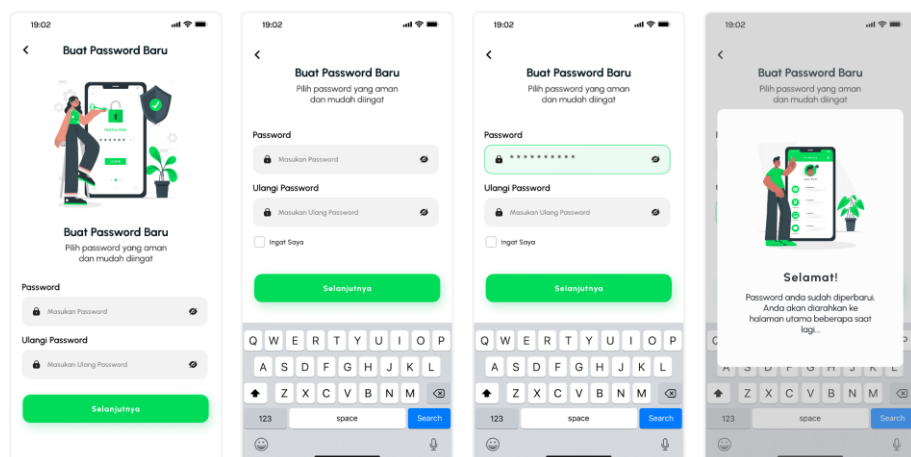 19:02
Buat Password Baru
PASSWORD
Buat Password Baru
Pilih password yang aman
dan mudah diingat
Password
Masukan Password
Ulangi Password
Masukan Ulang Password
Selanjutnya
19:02
Buat Password Baru
Pilih password yang aman
dan mudah diingat
Password
Masukan Password
Ulangi Password
Masukan Ulang Password
Ingat Saya
Selanjutnya
Q W E R T Y U I O P
A S D F G H J K L
Z X C V B N M
123 space Search
19:02
Buat Password Baru
Pilih password yang aman
dan mudah diingat
Password
**********
Ulangi Password
Masukan Ulang Password
Ingat Saya
Selanjutnya
Q W E R T Y U I O P
A S D F G H J K L
Z X C V B N M
123 space Search
19:02
Buat Password Baru
Pilih password yang aman
dan mudah diingat
Selamat!
Password anda sudah diperbarui.
Anda akan diarahkan ke
halaman utama beberapa saat
lagi...
A S D F G H J K L
Z X C V B N M
123 space Search